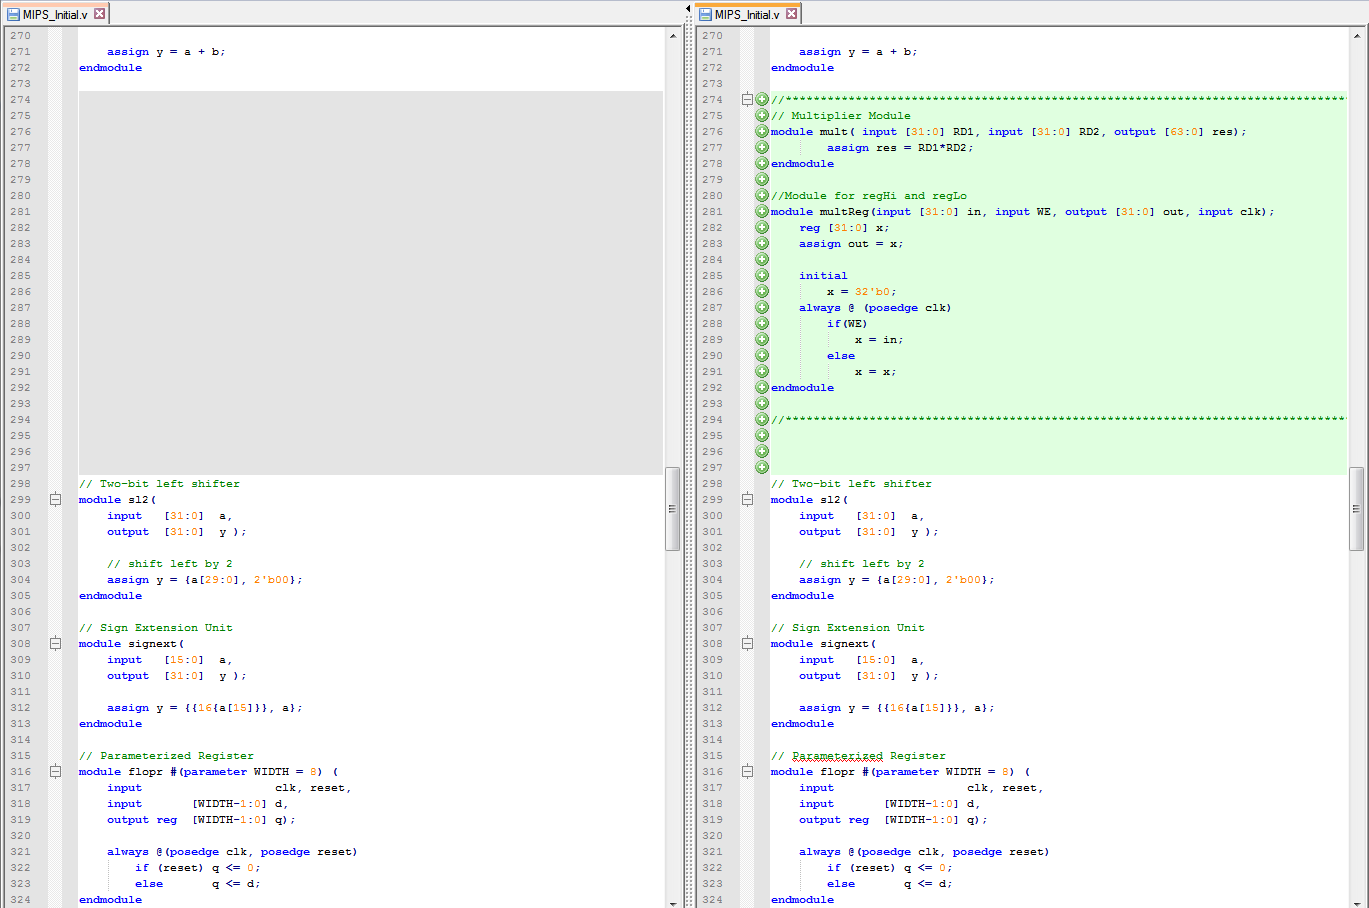 MIPS_Initial.v
270
271 assign y = a + b;
272 endmodule
273
274
275
276
277
278
279
280
281
282
283
284
285
286
287
288
289
290
291
292
293
294
295
296
297
298 // Two-bit left shifter
299 module sl2(
300 input [31:0] a,
301 output [31:0] y );
302
303 // shift left by 2
304 assign y = {a[29:0], 2'b00};
305 endmodule
306
307 // Sign Extension Unit
308 module signext(
309 input [15:0] a,
310 output [31:0] y );
311
312 assign y = {{16{a[15]}}, a};
313 endmodule
314
315 // Parameterized Register
316 module flopr #(parameter WIDTH = 8) (
317 input clk, reset,
318 input [WIDTH-1:0] d,
319 output reg [WIDTH-1:0] q);
320
321 always @(posedge clk, posedge reset)
322 if (reset) q <= 0;
323 else q <= d;
324 endmodule
MIPS_Initial.v
270
271 assign y = a + b;
272 endmodule
273
274 //********************************************************************************
275 // Multiplier Module
276 module mult( input [31:0] RD1, input [31:0] RD2, output [63:0] res);
277 assign res = RD1*RD2;
278 endmodule
279
280 //Module for regHi and regLo
281 module multReg(input [31:0] in, input WE, output [31:0] out, input clk);
282 reg [31:0] x;
283 assign out = x;
284
285 initial
286 x = 32'b0;
287 always @ (posedge clk)
288 if(WE)
289 x = in;
290 else
291 x = x;
292 endmodule
293
294 //********************************************************************************
295
296
297
298 // Two-bit left shifter
299 module sl2(
300 input [31:0] a,
301 output [31:0] y );
302
303 // shift left by 2
304 assign y = {a[29:0], 2'b00};
305 endmodule
306
307 // Sign Extension Unit
308 module signext(
309 input [15:0] a,
310 output [31:0] y );
311
312 assign y = {{16{a[15]}}, a};
313 endmodule
314
315 // Parameterized Register
316 module flopr #(parameter WIDTH = 8) (
317 input clk, reset,
318 input [WIDTH-1:0] d,
319 output reg [WIDTH-1:0] q);
320
321 always @(posedge clk, posedge reset)
322 if (reset) q <= 0;
323 else q <= d;
324 endmodule